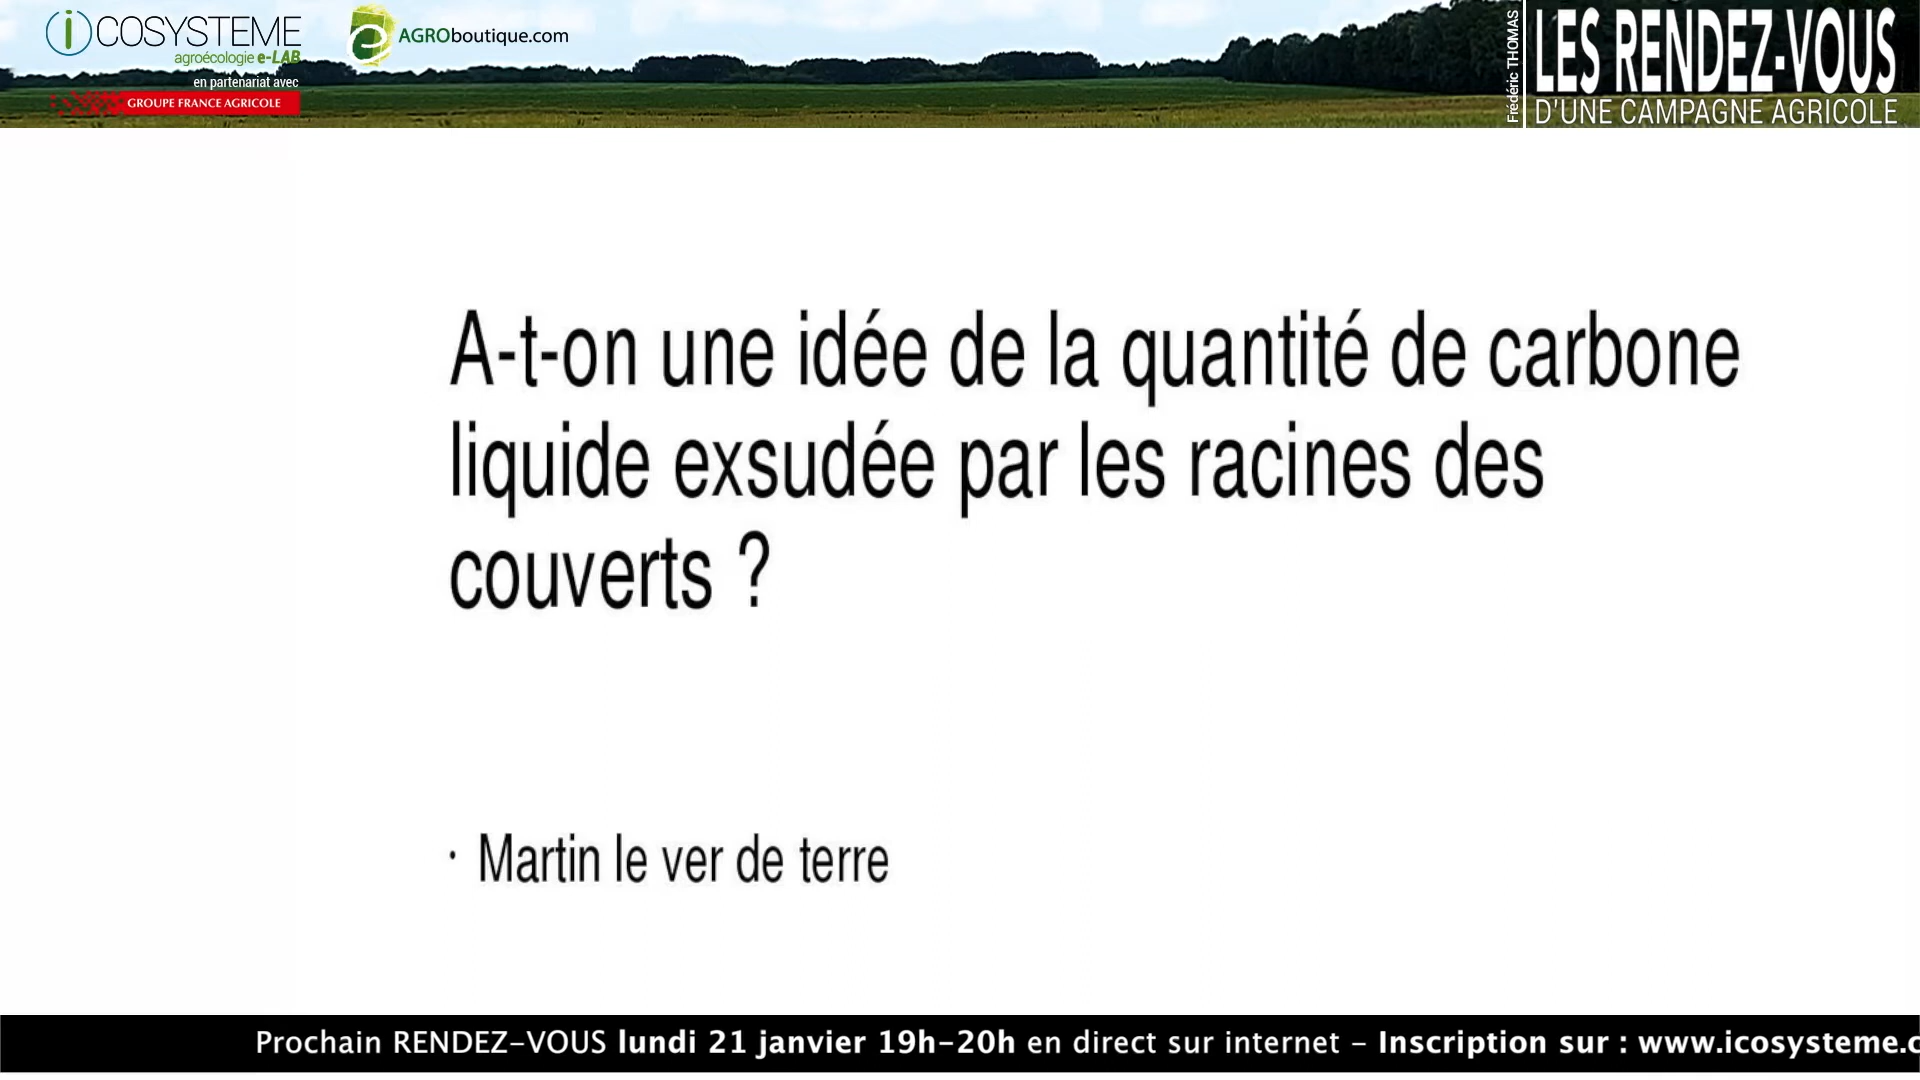 iCOSYSTEME
agroécologie e-LAB
en partenariat avec
GROUPE FRANCE AGRICOLE
AGROboutique.com
Frédéric THOMAS
LES RENDEZ-VOUS
D'UNE CAMPAGNE AGRICOLE
A-t-on une idée de la quantité de carbone
liquide exsudée par les racines des
couverts ?
· Martin le ver de terre
Prochain RENDEZ-VOUS lundi 21 janvier 19h-20h en direct sur internet - Inscription sur : www.icosysteme.c